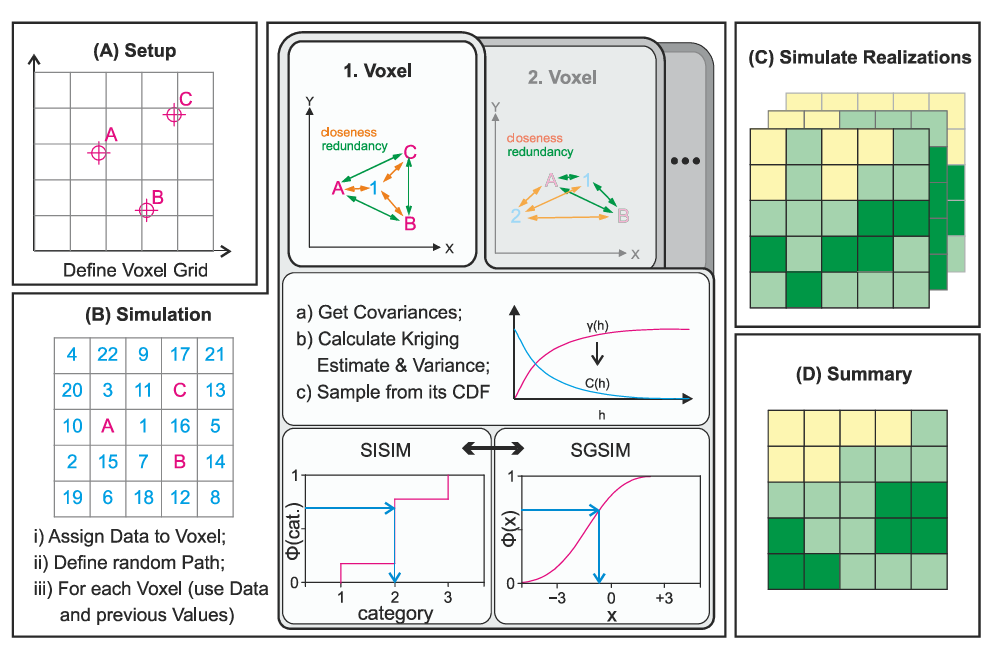 (A) Setup
C
A
B
Define Voxel Grid
(B) Simulation
4 22 9 17 21
20 3 11 C 13
10 A 1 16 5
2 15 7 B 14
19 6 18 12 8
i) Assign Data to Voxel;
ii) Define random Path;
iii) For each Voxel (use Data
and previous Values)
1. Voxel
Y
closeness
redundancy
C
A 1
B
X
2. Voxel
Y
closeness
redundancy
A 1
2 B
X
•••
a) Get Covariances;
b) Calculate Kriging
Estimate & Variance;
c) Sample from its CDF
γ(h)
C(h)
h
SISIM
1
Φ(cat.)
0
1 2 3
category
SGSIM
1
Φ(x)
0
−3 0 +3
x
(C) Simulate Realizations
(D) Summary